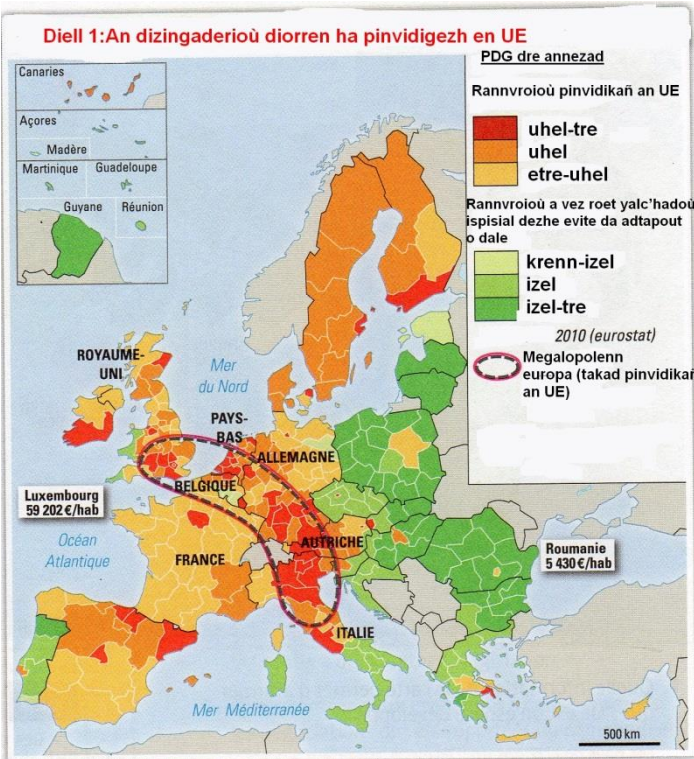 Diell 1:An dizingaderioù diorren ha pinvidigezh en UE
PDG dre annezad
Rannvroioù pinvidikañ an UE
uhel-tre
uhel
etre-uhel
Rannvroioù a vez roet yalc'hadoù
ispisial dezhe evite da adtapout
o dale
krenn-izel
izel
izel-tre
2010 (eurostat)
Megalopolenn
europa (takad pinvidikañ
an UE)
Canaries
Açores
Madère
Martinique
Guadeloupe
Guyane
Réunion
ROYAUME-
UNI
Mer
du Nord
PAYS-
BAS
ALLEMAGNE
BELGIQUE
Luxembourg
59 202 €/hab
Océan
Atlantique
FRANCE
AUTRICHE
Roumanie
5 430 €/hab
ITALIE
Mer Méditerranée
500 km